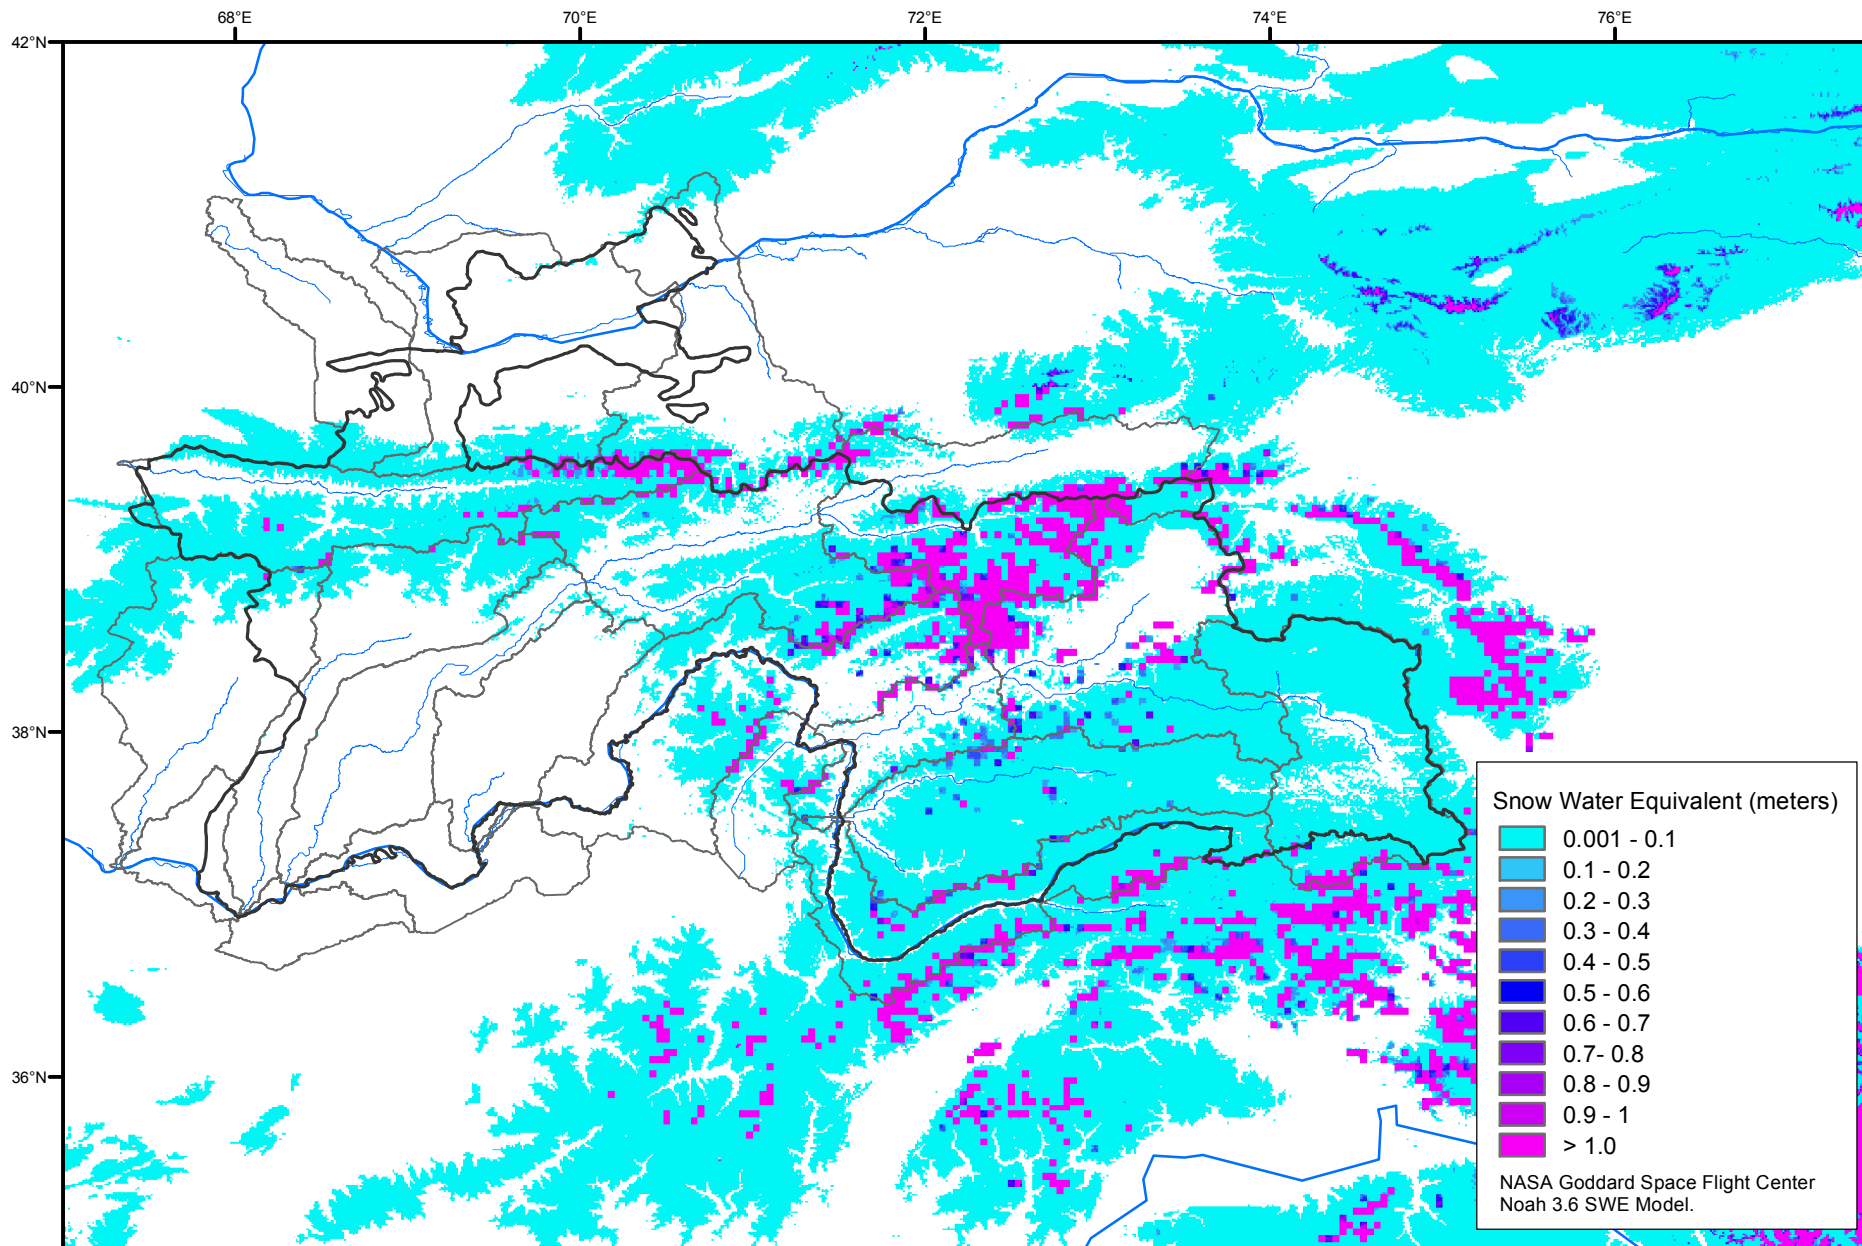 68°E 70°E 72°E 74°E 76°E
42°N
40°N
38°N
36°N
Snow Water Equivalent (meters)
0.001 - 0.1
0.1 - 0.2
0.2 - 0.3
0.3 - 0.4
0.4 - 0.5
0.5 - 0.6
0.6 - 0.7
0.7- 0.8
0.8 - 0.9
0.9 - 1
> 1.0
NASA Goddard Space Flight Center
Noah 3.6 SWE Model.